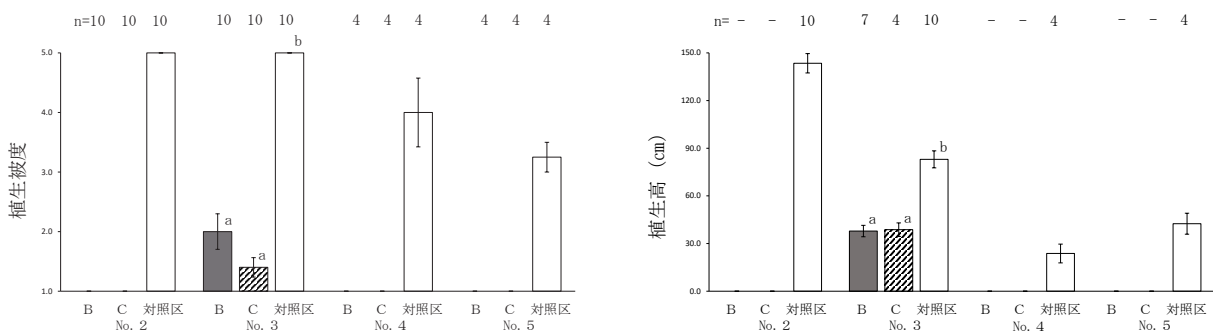 n=10 10 10 10 10 10 4 4 4 4 4 4
植生被度
5.0
4.0
3.0
2.0
1.0
a
a
b
B C 対照区 B C 対照区 B C 対照区 B C 対照区
No. 2 No. 3 No. 4 No. 5
n= － － 10 7 4 10 － － 4 － － 4
植生高 (cm)
150.0
120.0
90.0
60.0
30.0
0.0
a
a
b
B C 対照区 B C 対照区 B C 対照区 B C 対照区
No. 2 No. 3 No. 4 No. 5